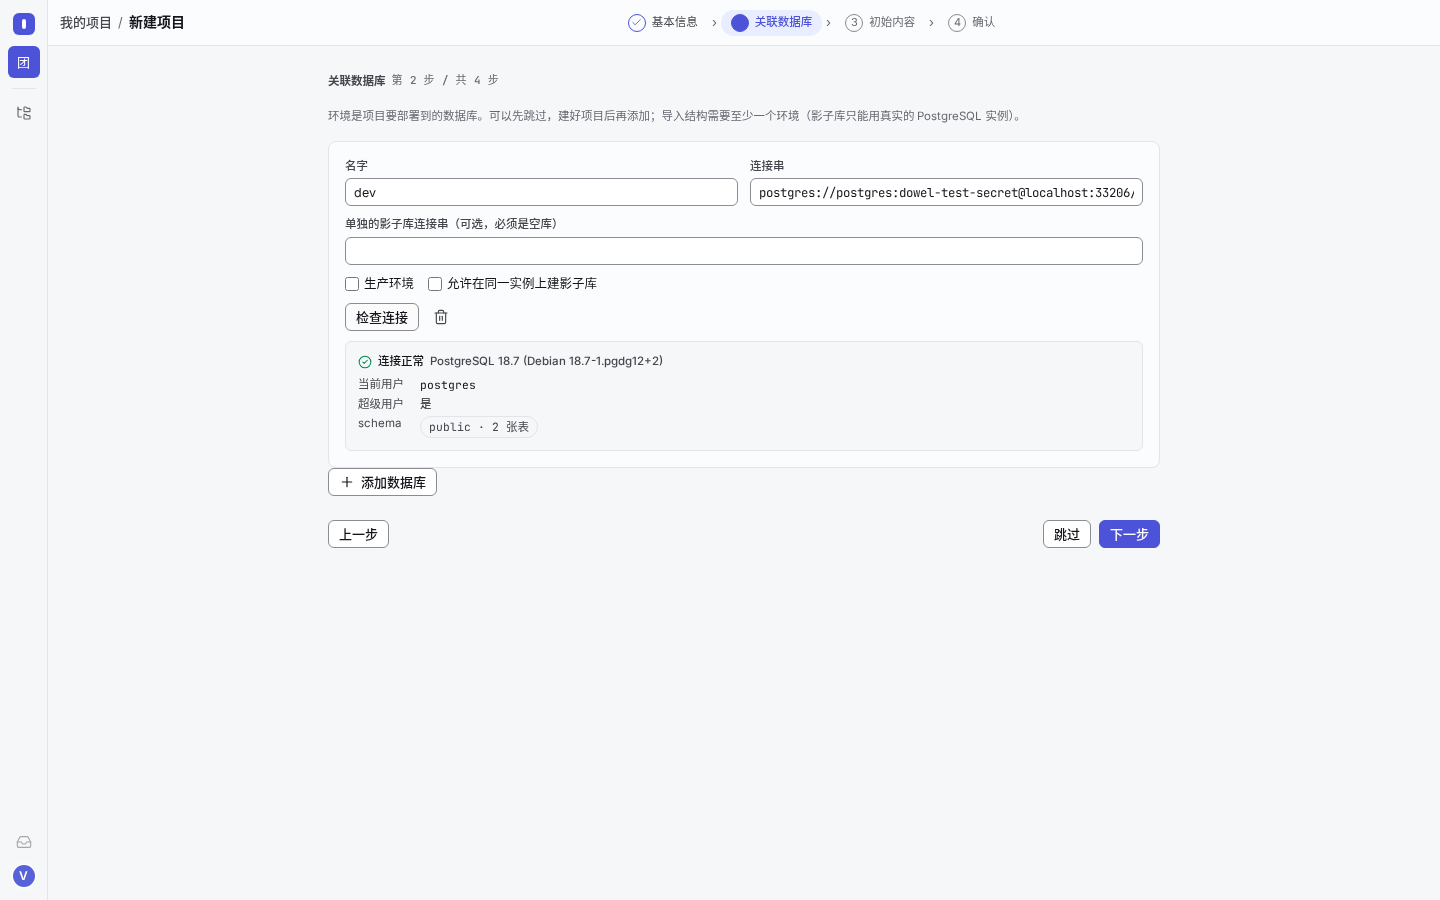 我的项目 / 新建项目
基本信息 › 关联数据库 › 3 初始内容 › 4 确认
团
关联数据库 第 2 步 / 共 4 步
环境是项目要部署到的数据库。可以先跳过，建好项目后再添加；导入结构需要至少一个环境（影子库只能用真实的 PostgreSQL 实例）。
名字 连接串
dev postgres://postgres:dowel-test-secret@localhost:33206/
单独的影子库连接串（可选，必须是空库）
生产环境 允许在同一实例上建影子库
检查连接
连接正常 PostgreSQL 18.7 (Debian 18.7-1.pgdg12+2)
当前用户 postgres
超级用户 是
schema public · 2 张表
添加数据库
上一步 跳过 下一步
V